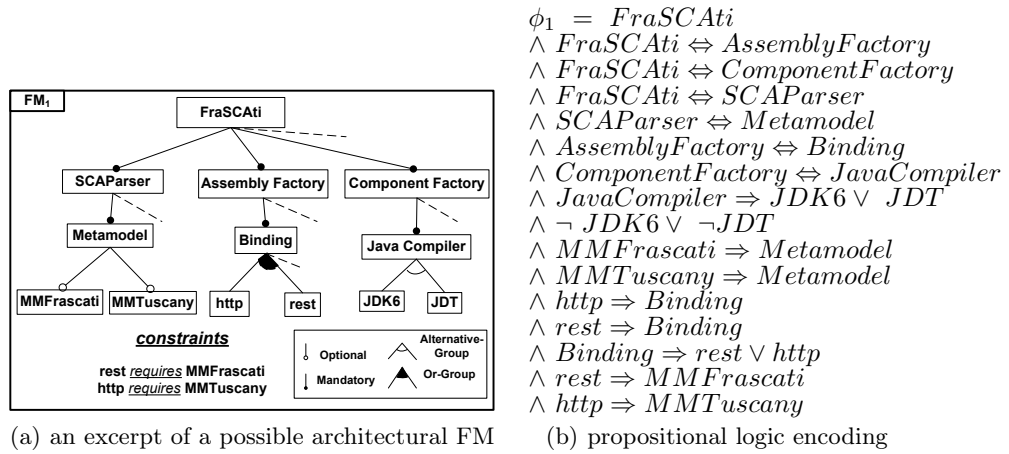 FM₁
FraSCAti
SCAParser
Assembly Factory
Component Factory
Metamodel
Binding
Java Compiler
MMFrascati
MMTuscany
http
rest
JDK6
JDT
constraints
rest requires MMFrascati
http requires MMTuscany
Optional
Mandatory
Alternative-
Group
Or-Group
(a) an excerpt of a possible architectural FM
ϕ₁ = FraSCAti
∧ FraSCAti ⇔ AssemblyFactory
∧ FraSCAti ⇔ ComponentFactory
∧ FraSCAti ⇔ SCAParser
∧ SCAParser ⇔ Metamodel
∧ AssemblyFactory ⇔ Binding
∧ ComponentFactory ⇔ JavaCompiler
∧ JavaCompiler ⇒ JDK6 ∨ JDT
∧ ¬ JDK6 ∨ ¬JDT
∧ MMFrascati ⇒ Metamodel
∧ MMTuscany ⇒ Metamodel
∧ http ⇒ Binding
∧ rest ⇒ Binding
∧ Binding ⇒ rest ∨ http
∧ rest ⇒ MMFrascati
∧ http ⇒ MMTuscany
(b) propositional logic encoding